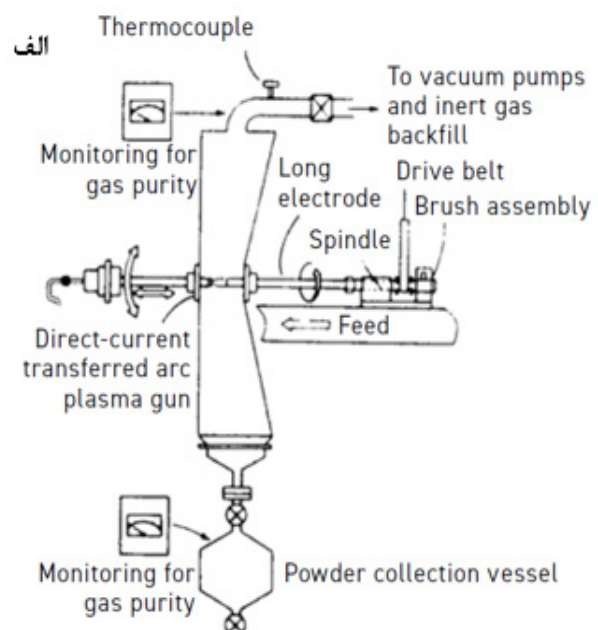 الف
Thermocouple
To vacuum pumps
and inert gas
backfill
Monitoring for
gas purity
Long
electrode
Drive belt
Brush assembly
Spindle
Feed
Direct-current
transferred arc
plasma gun
Monitoring for
gas purity
Powder collection vessel